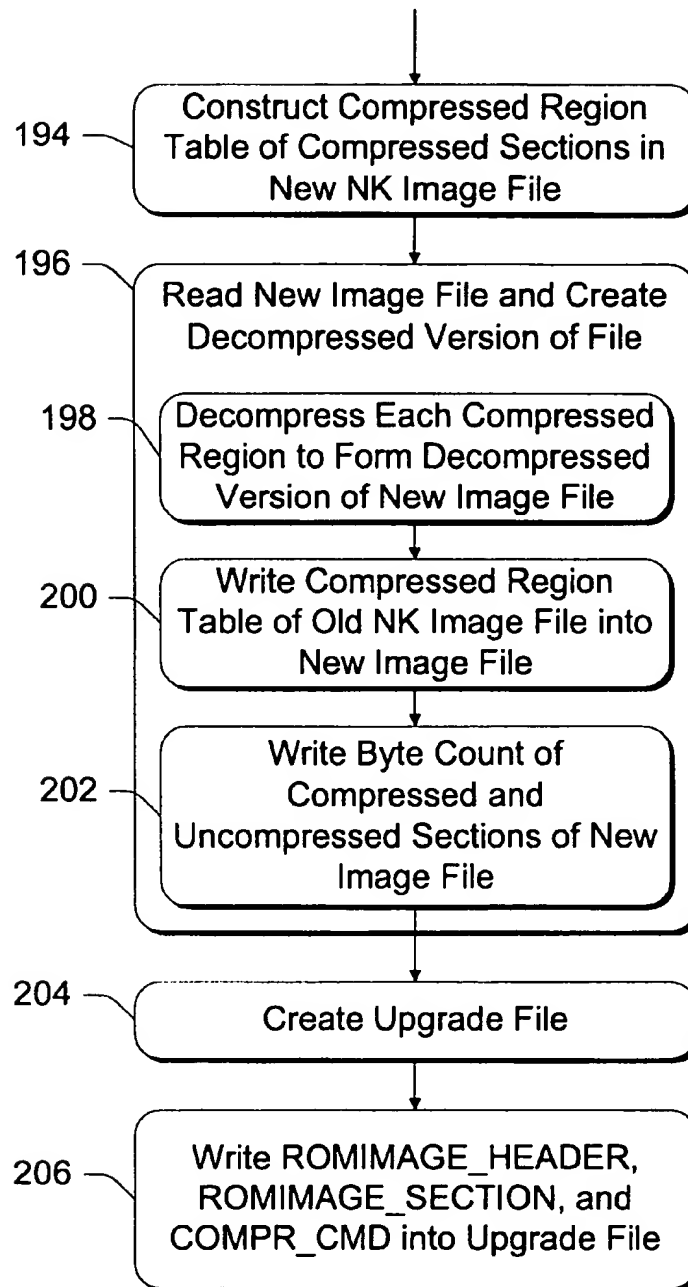 194
Construct Compressed Region
Table of Compressed Sections in
New NK Image File
196
Read New Image File and Create
Decompressed Version of File
198
Decompress Each Compressed
Region to Form Decompressed
Version of New Image File
200
Write Compressed Region
Table of Old NK Image File into
New Image File
202
Write Byte Count of
Compressed and
Uncompressed Sections of New
Image File
204
Create Upgrade File
206
Write ROMIMAGE_HEADER,
ROMIMAGE_SECTION, and
COMPR_CMD into Upgrade File